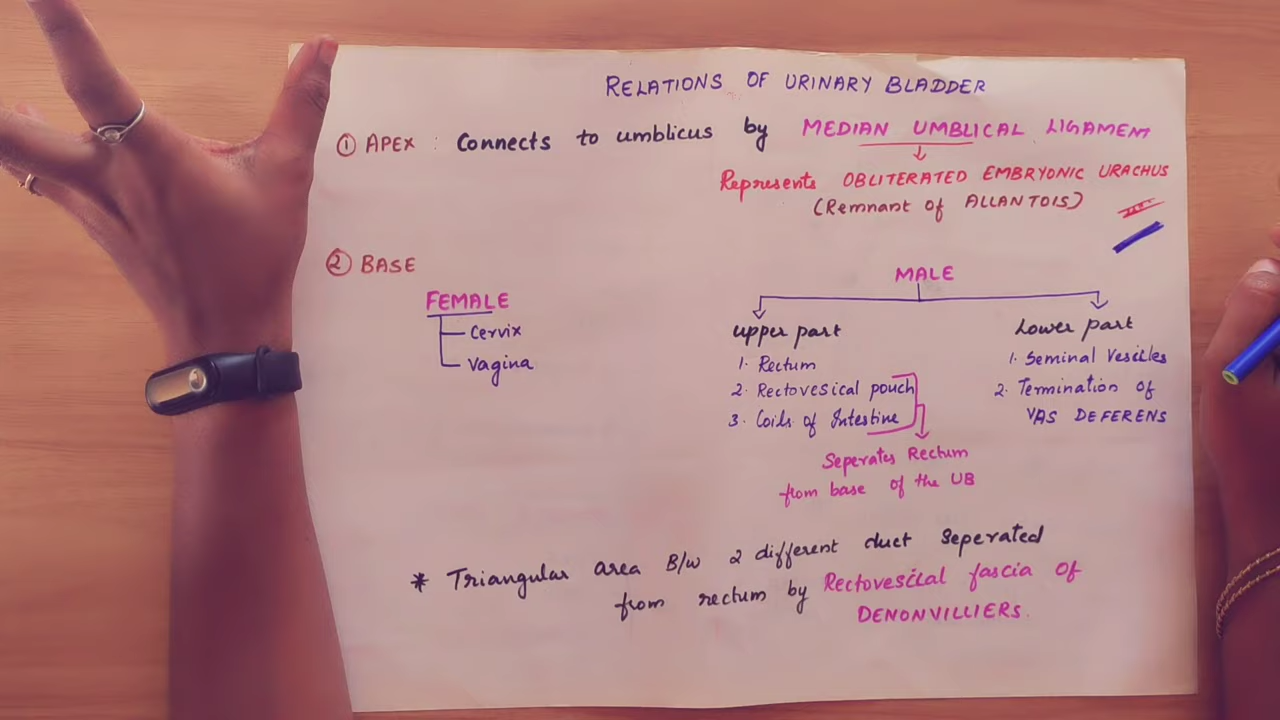 RELATIONS OF URINARY BLADDER
① APEX : Connects to umblicus by MEDIAN UMBLICAL LIGAMENT
Represents OBLITERATED EMBRYONIC URACHUS
(Remnant of ALLANTOIS)
② BASE
FEMALE
Cervix
Vagina
MALE
upper part
1. Rectum
2. Rectovesical pouch
3. Coils of Intestine
Seperates Rectum
from base of the UB
Lower part
1. Seminal Vesicles
2. Termination of
VAS DEFERENS
* Triangular area B/w 2 different duct seperated
from rectum by Rectovesical fascia of
DENONVILLIERS.